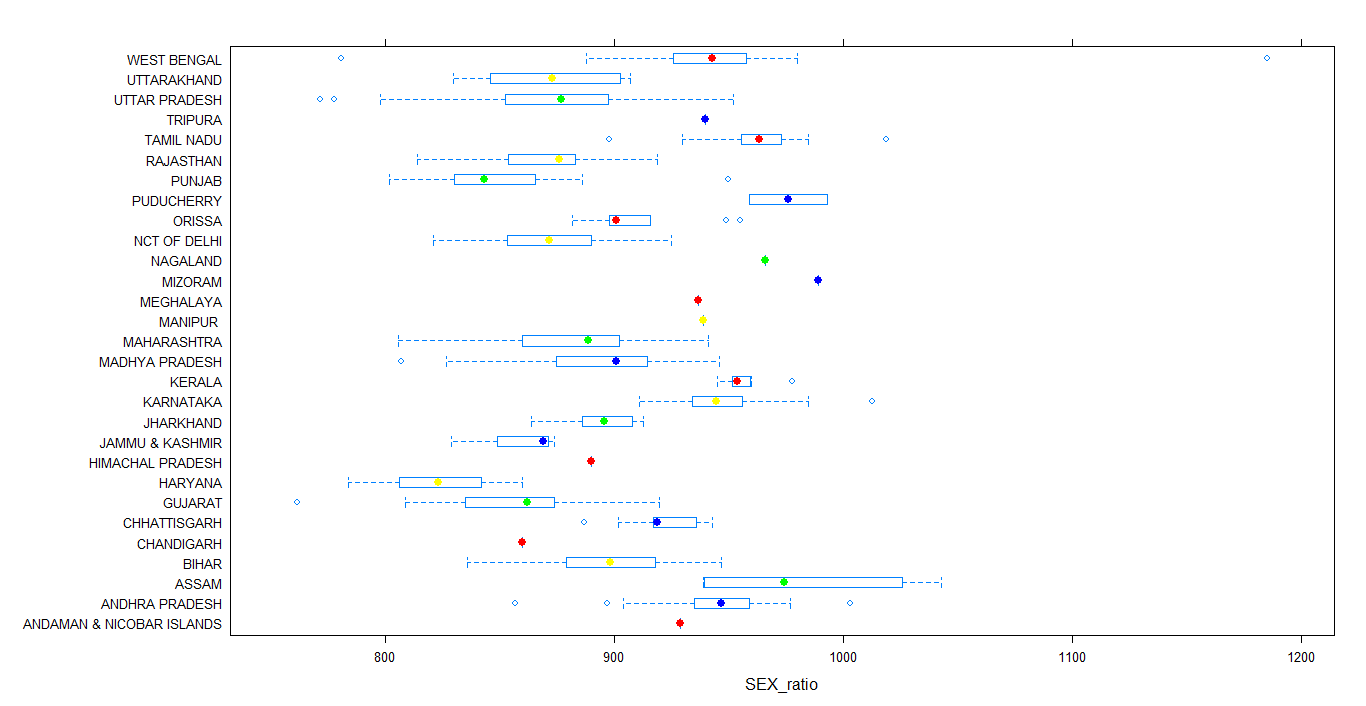 WEST BENGAL
UTTARAKHAND
UTTAR PRADESH
TRIPURA
TAMIL NADU
RAJASTHAN
PUNJAB
PUDUCHERRY
ORISSA
NCT OF DELHI
NAGALAND
MIZORAM
MEGHALAYA
MANIPUR
MAHARASHTRA
MADHYA PRADESH
KERALA
KARNATAKA
JHARKHAND
JAMMU & KASHMIR
HIMACHAL PRADESH
HARYANA
GUJARAT
CHHATTISGARH
CHANDIGARH
BIHAR
ASSAM
ANDHRA PRADESH
ANDAMAN & NICOBAR ISLANDS
800 900 1000 1100 1200
SEX_ratio